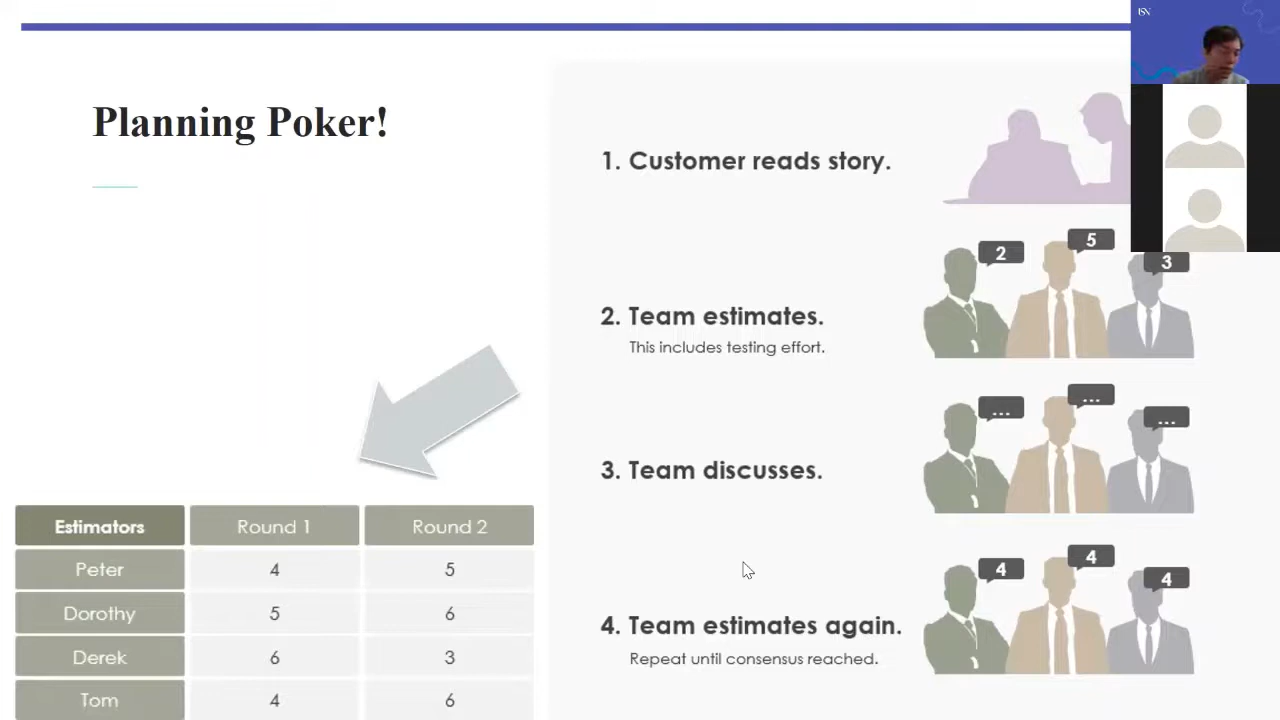 Planning Poker!
1. Customer reads story.
2 5 3
2. Team estimates.
This includes testing effort.
... ... ...
3. Team discusses.
4 4 4
4. Team estimates again.
Repeat until consensus reached.
Estimators Round 1 Round 2
Peter 4 5
Dorothy 5 6
Derek 6 3
Tom 4 6